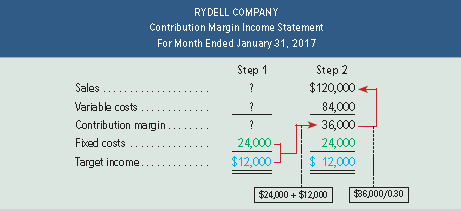 RYDELL COMPANY
Contribution Margin Income Statement
For Month Ended January 31, 2017
Step 1 Step 2
Sales ..................... ? $120,000
Variable costs ............. ? 84,000
Contribution margin ........ ? 36,000
Fixed costs ............... 24,000 24,000
Target income ............. $12,000 $ 12,000
$24,000 + $12,000 $36,000/0.30